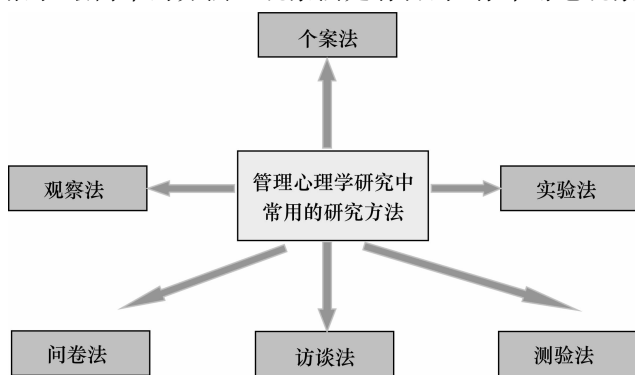 个案法
观察法
管理心理学研究中
常用的研究方法
实验法
问卷法
访谈法
测验法